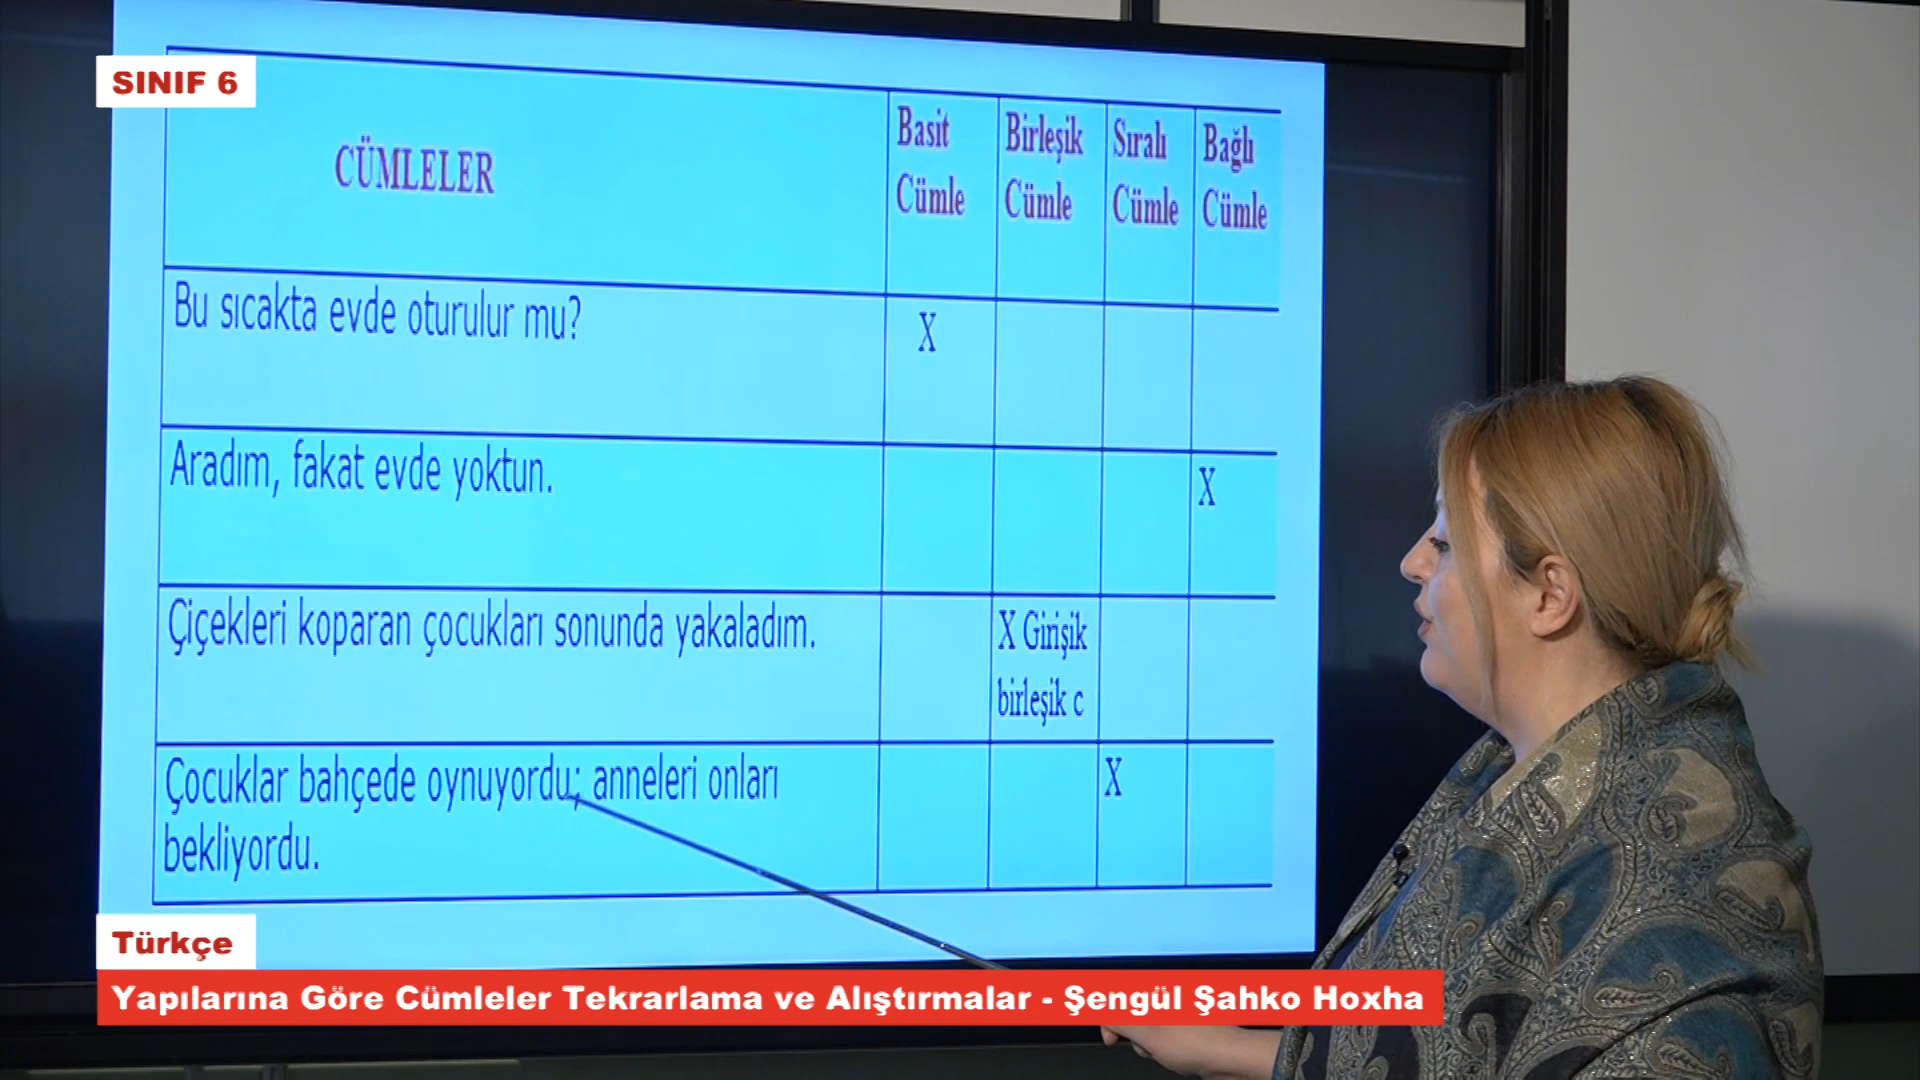 SINIF 6
CÜMLELER
Basit
Cümle
Birleşik
Cümle
Sıralı
Cümle
Bağlı
Cümle
Bu sıcakta evde oturulur mu?
X
Aradım, fakat evde yoktun.
X
Çiçekleri koparan çocukları sonunda yakaladım.
X Girişik
birleşik c
Çocuklar bahçede oynuyordu; anneleri onları
bekliyordu.
X
Türkçe
Yapılarına Göre Cümleler Tekrarlama ve Alıştırmalar - Şengül Şahko Hoxha